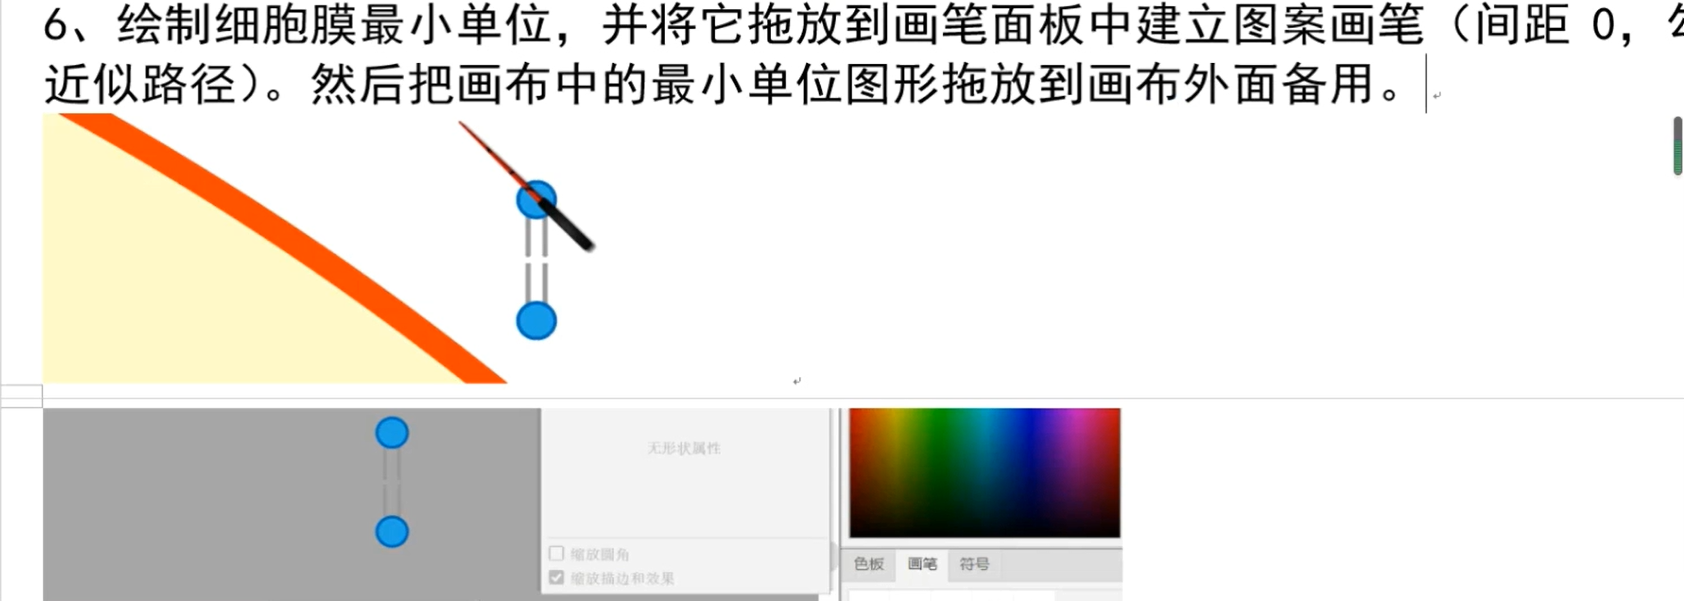 6、绘制细胞膜最小单位，并将它拖放到画笔面板中建立图案画笔（间距 0，
近似路径）。然后把画布中的最小单位图形拖放到画布外面备用。
无形状属性
缩放圆角
缩放描边和效果
色板 画笔 符号